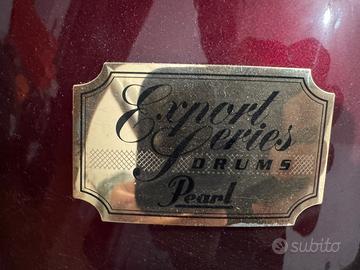 Export
Series
DRUMS
Pearl
subito